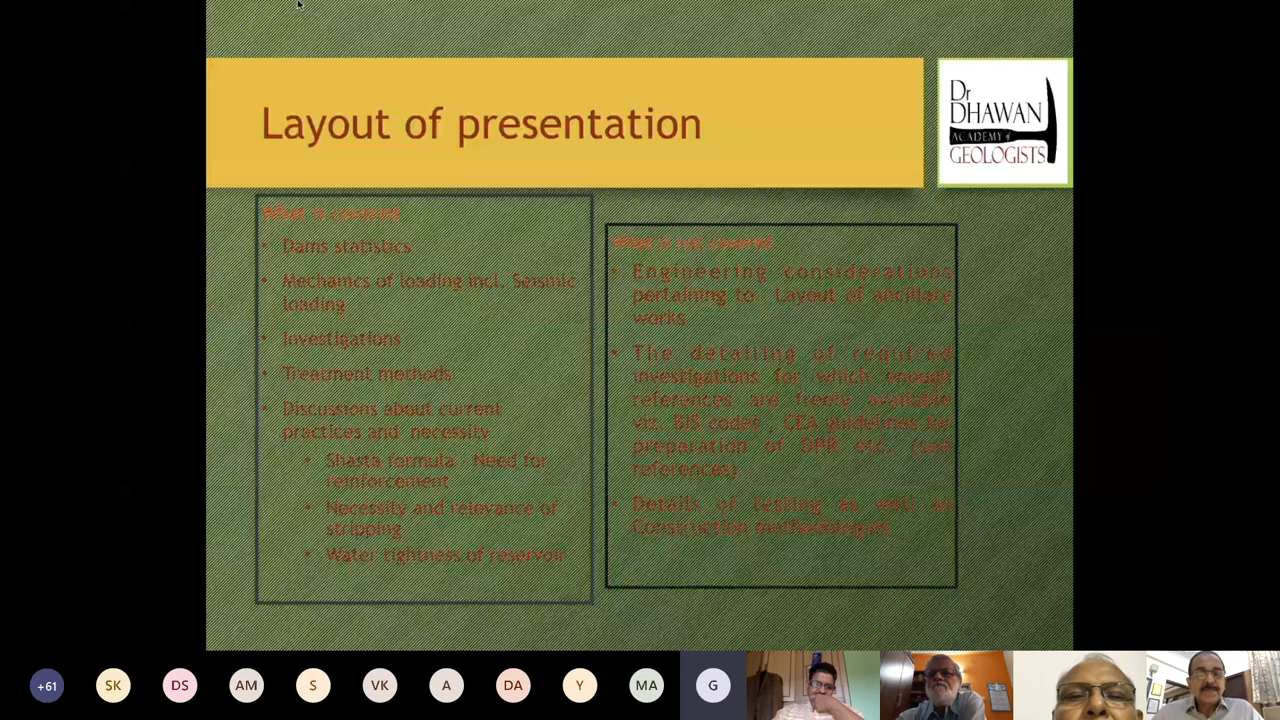 Layout of presentation
Dr
DHAWAN
ACADEMY of
GEOLOGISTS
What is covered
• Dams statistics
• Mechanics of loading incl. Seismic
loading
• Investigations
• Treatment methods
• Discussions about current
practices and necessity
• Shasta formula - Need for
reinforcement
• Necessity and relevance of
stripping
• Water tightness of reservoir
What is not covered
• Engineering considerations
pertaining to Layout of ancillary
works
• The detailing of required
investigations for which enough
references are freely available
viz. BIS codes , CEA guidelines for
preparation of DPR etc. (see
references)
• Details of testing as well as
Construction methodologies
+61
SK
DS
AM
S
VK
A
DA
Y
MA
G